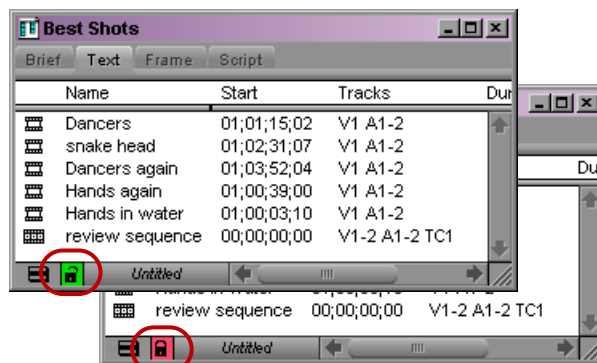 Best Shots
Brief Text Frame Script
Name Start Tracks Dur
Dancers 01;01;15;02 V1 A1-2
snake head 01;02;31;07 V1 A1-2
Dancers again 01;03;52;04 V1 A1-2
Hands again 01;00;39;00 V1 A1-2
Hands in water 01;00;03;10 V1 A1-2
review sequence 00;00;00;00 V1-2 A1-2 TC1
Untitled
Du
review sequence 00;00;00;00 V1-2 A1-2 TC1
Untitled